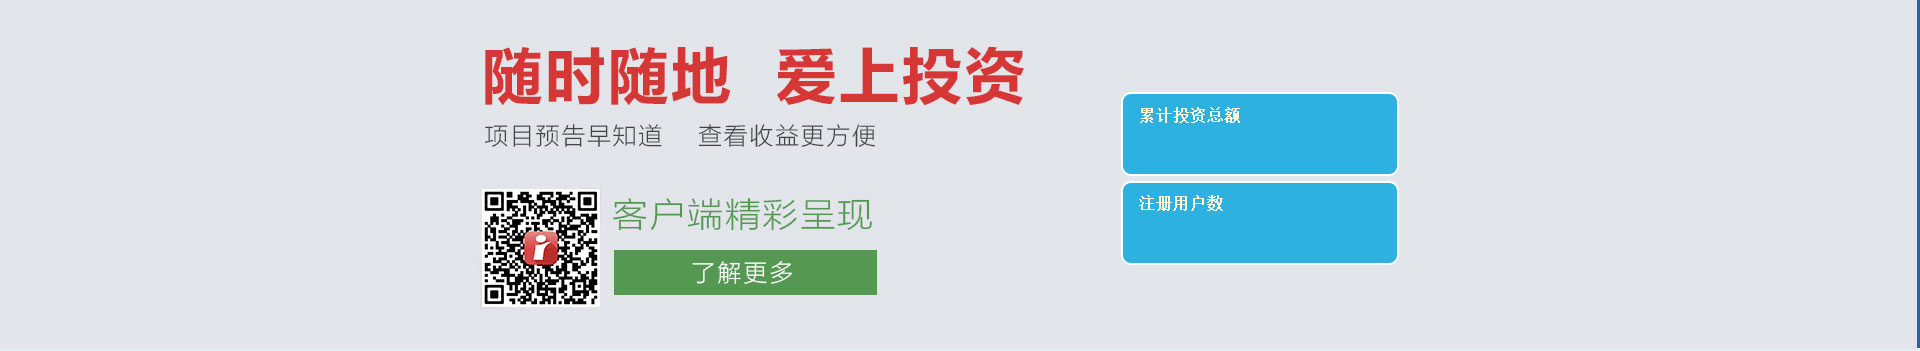 随时随地 爱上投资
项目预告早知道 查看收益更方便
客户端精彩呈现
了解更多
累计投资总额
注册用户数